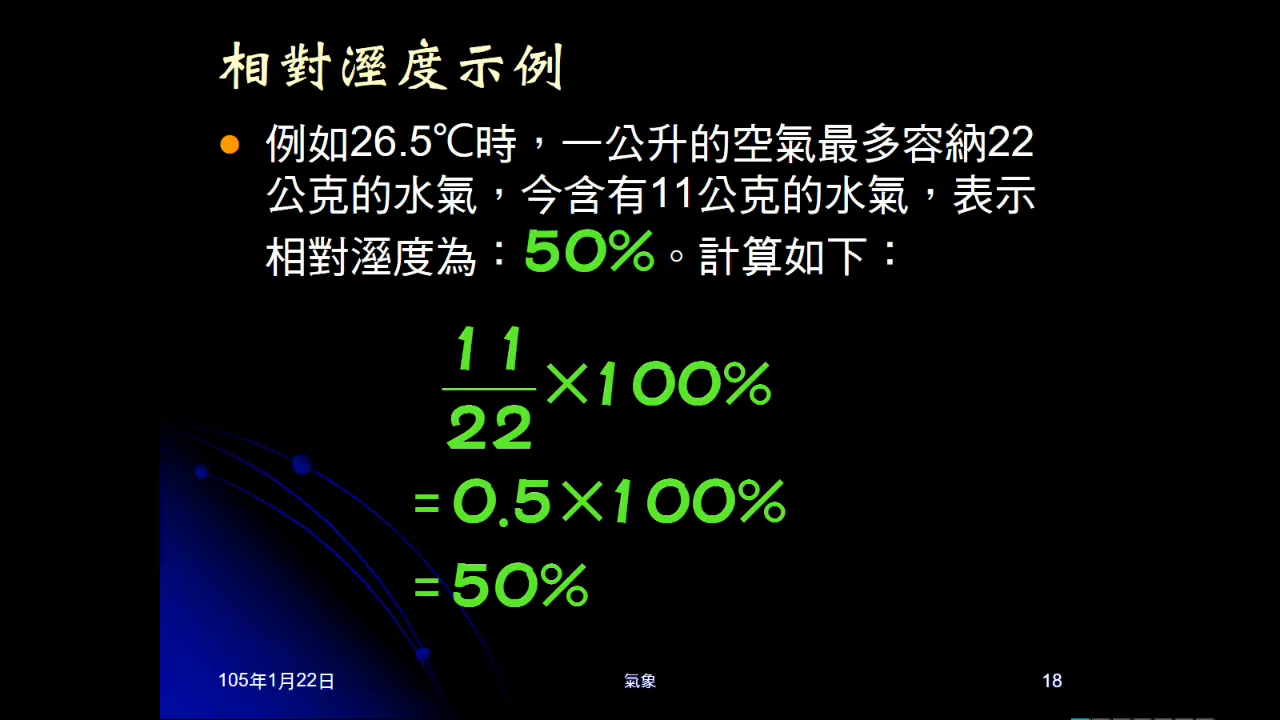 相對溼度示例
例如26.5℃時，一公升的空氣最多容納22
公克的水氣，今含有11公克的水氣，表示
相對溼度為：50%。計算如下：
11
22
×100%
=0.5×100%
=50%
105年1月22日
氣象
18